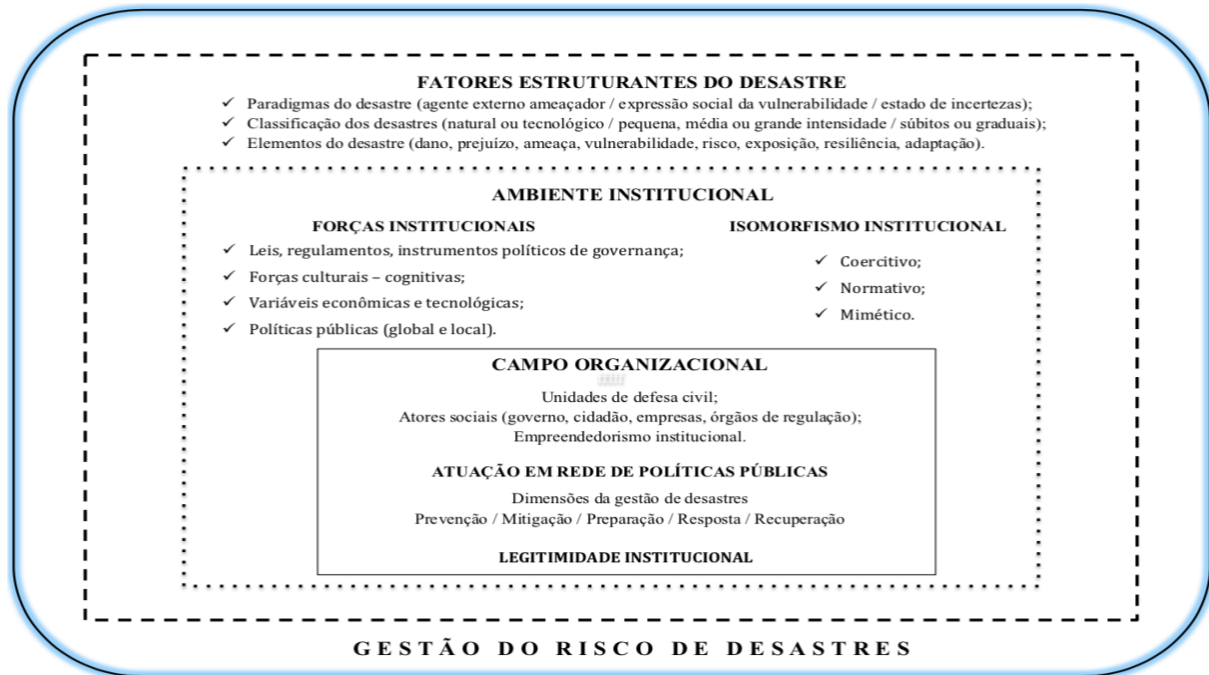 FATORES ESTRUTURANTES DO DESASTRE
✓ Paradigmas do desastre (agente externo ameaçador / expressão social da vulnerabilidade / estado de incertezas);
✓ Classificação dos desastres (natural ou tecnológico / pequena, média ou grande intensidade / súbitos ou graduais);
✓ Elementos do desastre (dano, prejuízo, ameaça, vulnerabilidade, risco, exposição, resiliência, adaptação).
AMBIENTE INSTITUCIONAL
FORÇAS INSTITUCIONAIS
✓ Leis, regulamentos, instrumentos políticos de governança;
✓ Forças culturais – cognitivas;
✓ Variáveis econômicas e tecnológicas;
✓ Políticas públicas (global e local).
ISOMORFISMO INSTITUCIONAL
✓ Coercitivo;
✓ Normativo;
✓ Mimético.
CAMPO ORGANIZACIONAL
Unidades de defesa civil;
Atores sociais (governo, cidadão, empresas, órgãos de regulação);
Empreendedorismo institucional.
ATUAÇÃO EM REDE DE POLÍTICAS PÚBLICAS
Dimensões da gestão de desastres
Prevenção / Mitigação / Preparação / Resposta / Recuperação
LEGITIMIDADE INSTITUCIONAL
GESTÃO DO RISCO DE DESASTRES